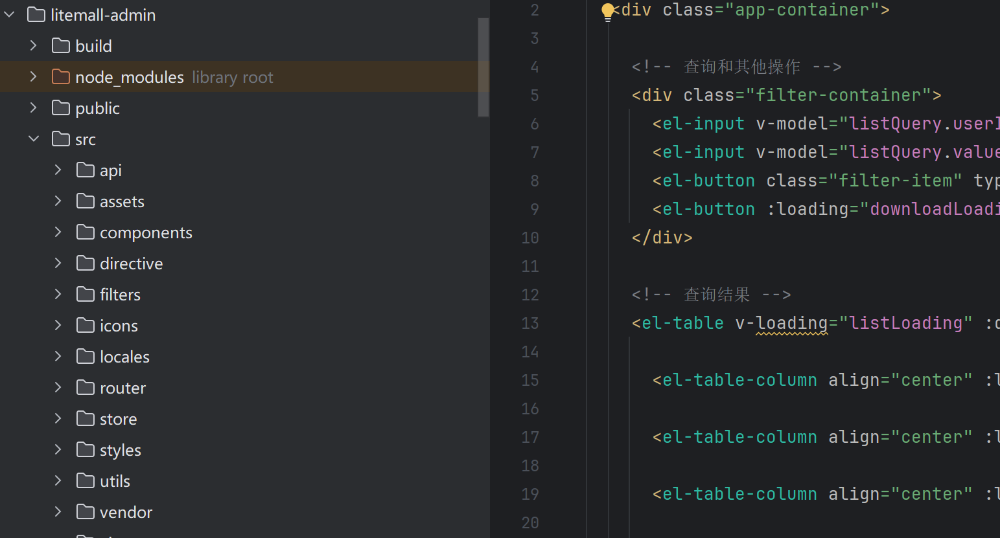 litemall-admin
build
node_modules library root
public
src
api
assets
components
directive
filters
icons
locales
router
store
styles
utils
vendor
2 <div class="app-container">
3
4 <!-- 查询和其他操作 -->
5 <div class="filter-container">
6 <el-input v-model="listQuery.userI
7 <el-input v-model="listQuery.value
8 <el-button class="filter-item" typ
9 <el-button :loading="downloadLoadi
10 </div>
11
12 <!-- 查询结果 -->
13 <el-table v-loading="listLoading" :d
14
15 <el-table-column align="center" :l
16
17 <el-table-column align="center" :l
18
19 <el-table-column align="center" :l
20